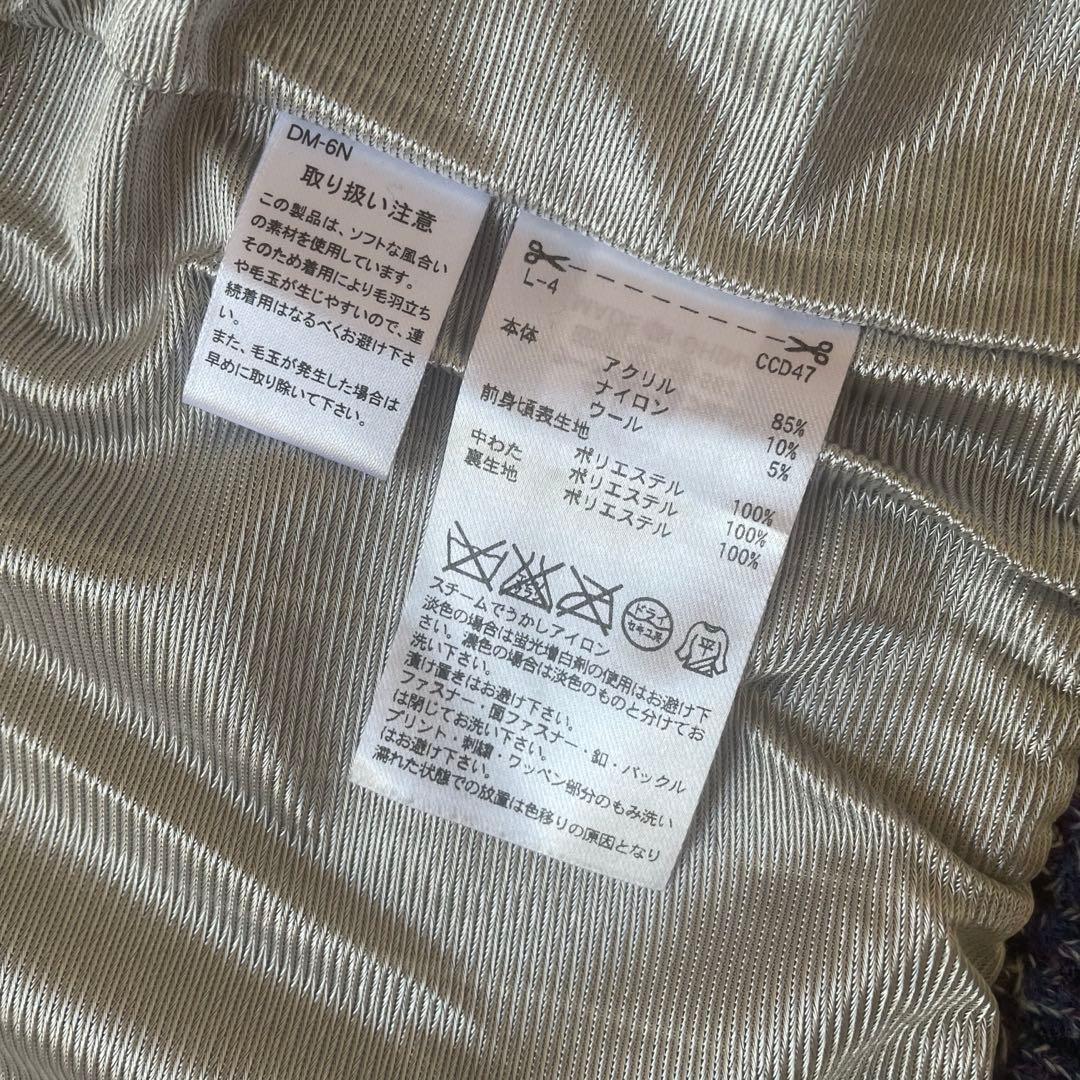 DM-6N
取り扱い注意
この製品は、ソフトな風合い
の素材を使用しています。
そのため着用により毛羽立ち
や毛玉が生じやすいので、連
続着用はなるべくお避け下さ
い。
また、毛玉が発生した場合は
早めに取り除いて下さい。
L-4
CCD47
本体
アクリル 85%
ナイロン 10%
ウール 5%
前身頃表生地
ポリエステル 100%
中わた ポリエステル 100%
裏生地 ポリエステル 100%
ドライ
セキユ系
平
スチームでうかしアイロン
淡色の場合は蛍光増白剤の使用はお避け下
さい。濃色の場合は淡色のものと分けてお
洗い下さい。
漬け置きはお避け下さい。
ファスナー・面ファスナー・釦・バックル
は閉じてお洗い下さい。
プリント・刺繍・ワッペン部分のもみ洗い
はお避け下さい。
濡れた状態での放置は色移りの原因となり